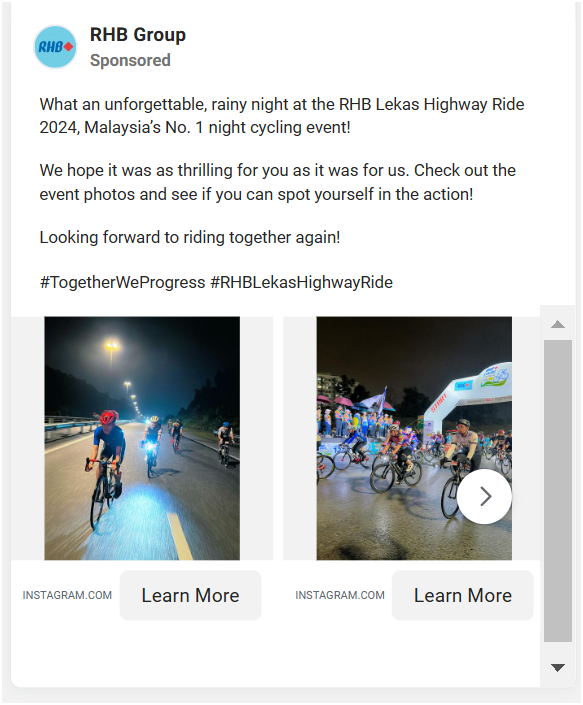 RHB
RHB Group
Sponsored
What an unforgettable, rainy night at the RHB Lekas Highway Ride
2024, Malaysia’s No. 1 night cycling event!
We hope it was as thrilling for you as it was for us. Check out the
event photos and see if you can spot yourself in the action!
Looking forward to riding together again!
#TogetherWeProgress #RHBLekasHighwayRide
START
INSTAGRAM.COM
Learn More
INSTAGRAM.COM
Learn More